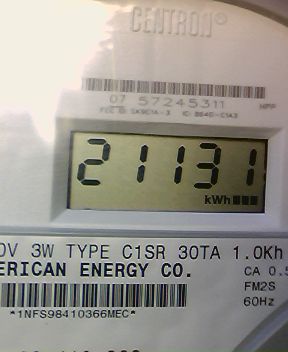 CENTRON®
07 57245311
21131
kWh
0V 3W TYPE C1SR 30TA 1.0Kh
ERICAN ENERGY CO.
CA 0.5
FM2S
60Hz
*1NFS98410366MEC*